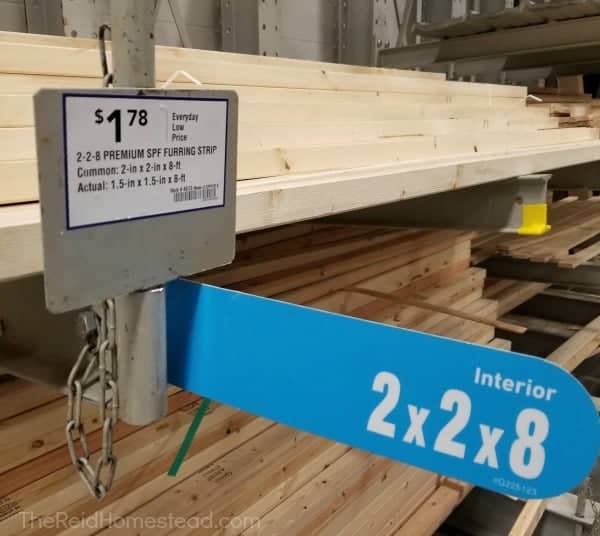 $1 78
Everyday
Low
Price
2-2-8 PREMIUM SPF FURRING STRIP
Common: 2-in x 2-in x 8-ft
Actual: 1.5-in x 1.5-in x 8-ft
Interior
2x2x8
#G225123
TheReidHomestead.com